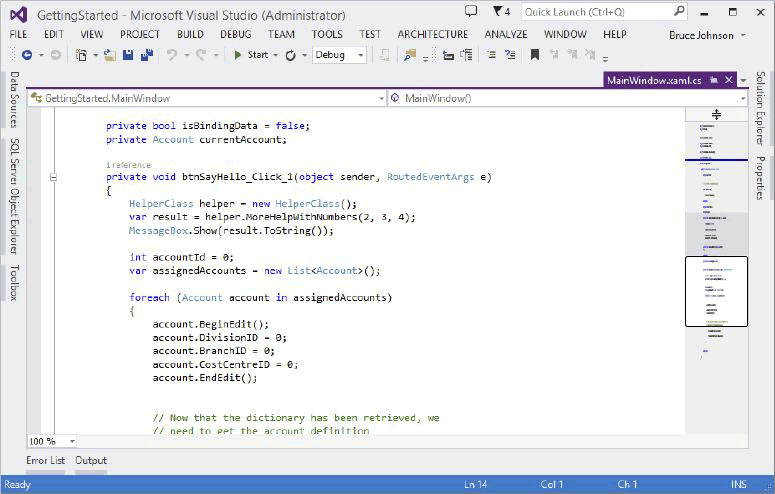 GettingStarted - Microsoft Visual Studio (Administrator)
4
Quick Launch (Ctrl+Q)
FILE EDIT VIEW PROJECT BUILD DEBUG TEAM TOOLS TEST ARCHITECTURE ANALYZE WINDOW HELP Bruce Johnson
Start Debug
MainWindow.xaml.cs
GettingStarted.MainWindow MainWindow()
Data Sources
SQL Server Object Explorer
Toolbox
private bool isBindingData = false;
private Account currentAccount;
1 reference
private void btnSayHello_Click_1(object sender, RoutedEventArgs e)
{
HelperClass helper = new HelperClass();
var result = helper.MoreHelpWithNumbers(2, 3, 4);
MessageBox.Show(result.ToString());
int accountId = 0;
var assignedAccounts = new List<Account>();
foreach (Account account in assignedAccounts)
{
account.BeginEdit();
account.DivisionID = 0;
account.BranchID = 0;
account.CostCentreID = 0;
account.EndEdit();
// Now that the dictionary has been retrieved, we
// need to get the account definition
Solution Explorer
Properties
100 %
Error List Output
Ready Ln 14 Col 1 Ch 1 INS